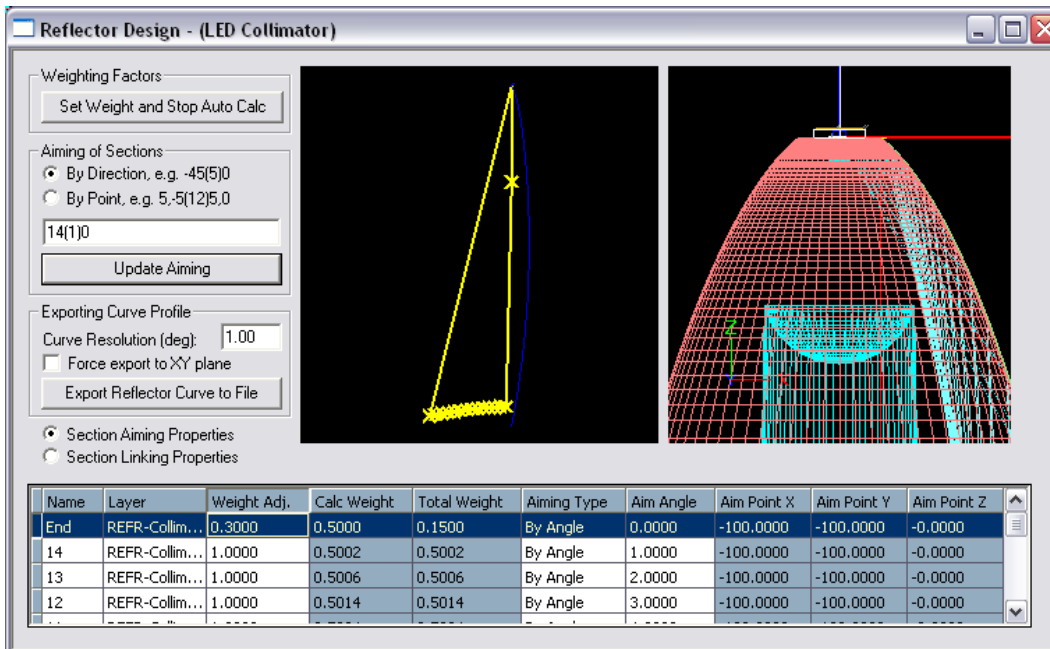 Reflector Design - (LED Collimator)
Weighting Factors
Set Weight and Stop Auto Calc
Aiming of Sections
By Direction, e.g. -45(5)0
By Point, e.g. 5,-5(12)5,0
14(1)0
Update Aiming
Exporting Curve Profile
Curve Resolution (deg): 1.00
Force export to XY plane
Export Reflector Curve to File
Section Aiming Properties
Section Linking Properties
Z
X
Name Layer Weight Adj. Calc Weight Total Weight Aiming Type Aim Angle Aim Point X Aim Point Y Aim Point Z
End REFR-Collim... 0.3000 0.5000 0.1500 By Angle 0.0000 -100.0000 -100.0000 -0.0000
14 REFR-Collim... 1.0000 0.5002 0.5002 By Angle 1.0000 -100.0000 -100.0000 -0.0000
13 REFR-Collim... 1.0000 0.5006 0.5006 By Angle 2.0000 -100.0000 -100.0000 -0.0000
12 REFR-Collim... 1.0000 0.5014 0.5014 By Angle 3.0000 -100.0000 -100.0000 -0.0000